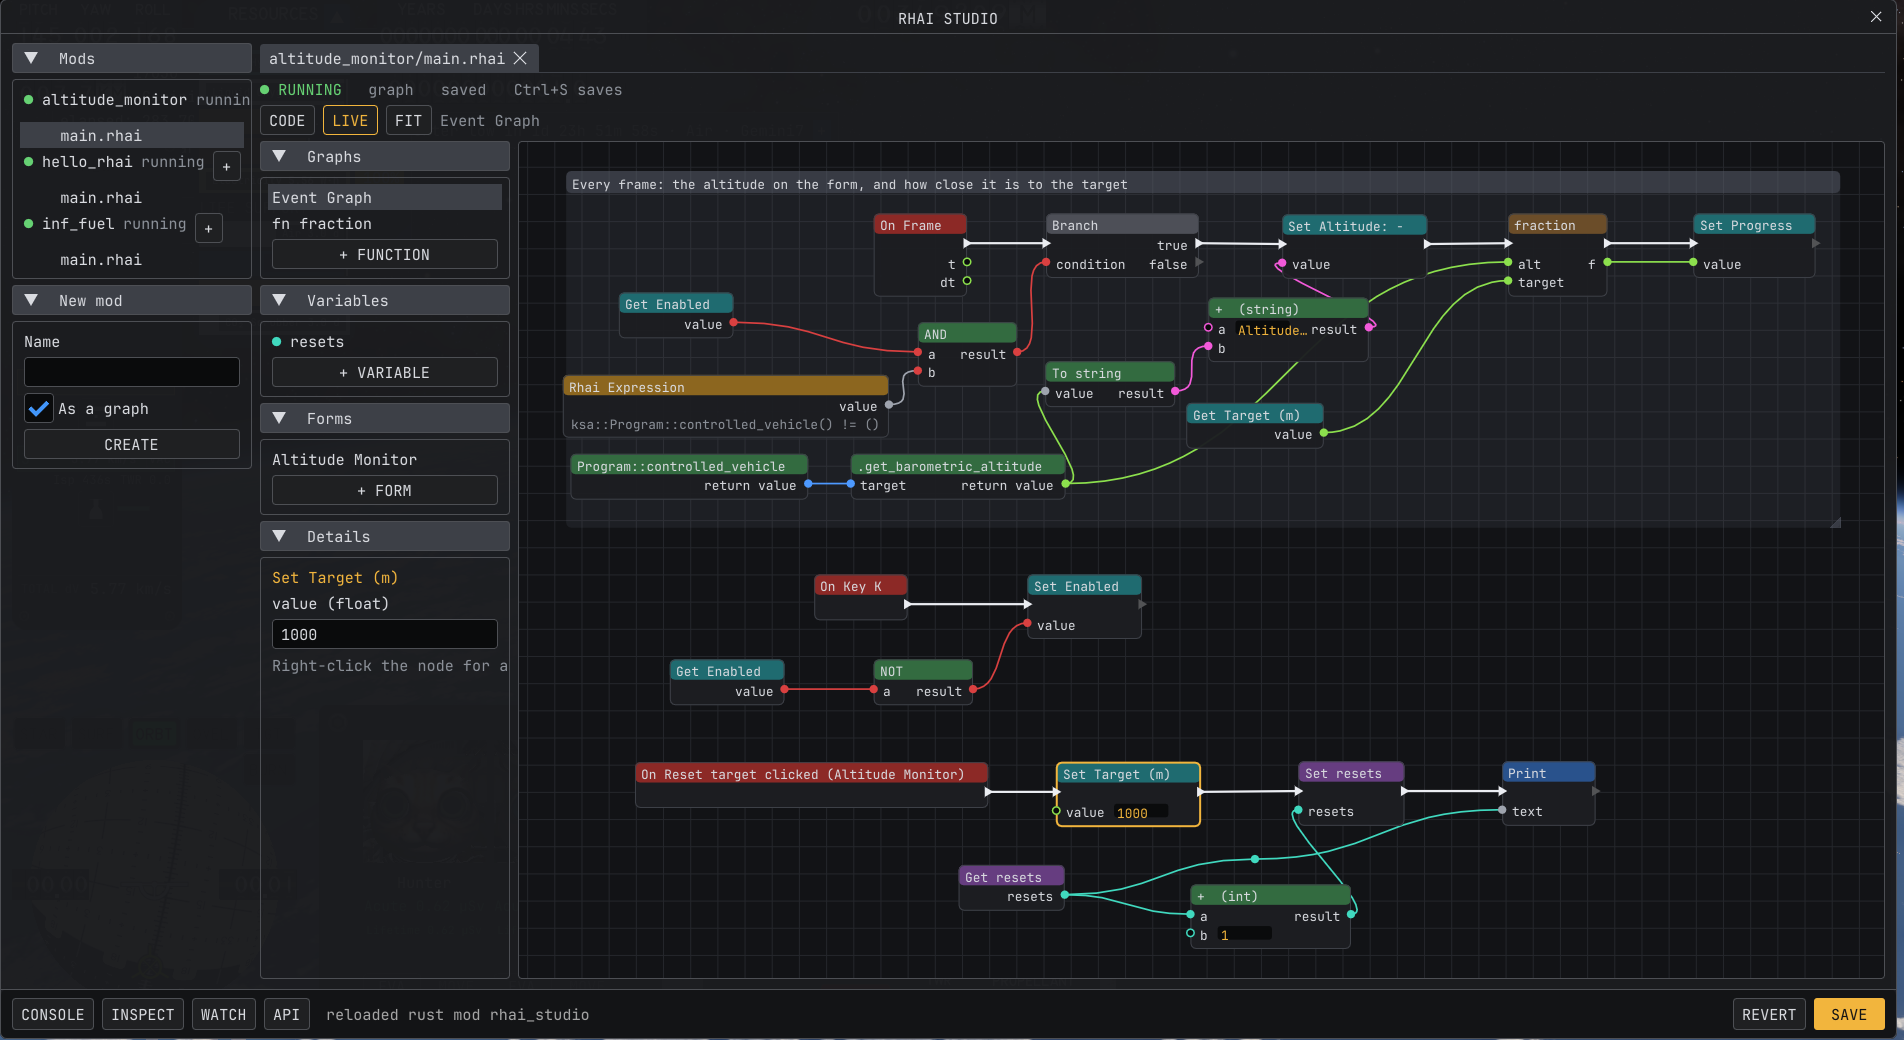 RHAI STUDIO
Mods
altitude_monitor runnin
main.rhai
hello_rhai running +
main.rhai
inf_fuel running +
main.rhai
New mod
Name
As a graph
CREATE
altitude_monitor/main.rhai
RUNNING graph saved Ctrl+S saves
CODE LIVE FIT Event Graph
Graphs
Event Graph
fn fraction
+ FUNCTION
Variables
resets
+ VARIABLE
Forms
Altitude Monitor
+ FORM
Details
Set Target (m)
value (float)
1000
Right-click the node for a
Every frame: the altitude on the form, and how close it is to the target
On Frame
t
dt
Branch
true
condition false
Set Altitude: -
value
fraction
alt f
target
Set Progress
value
Get Enabled
value
AND
a result
b
+ (string)
a Altitude… result
b
To string
value result
Rhai Expression
value
ksa::Program::controlled_vehicle() != ()
Get Target (m)
value
Program::controlled_vehicle
return value
.get_barometric_altitude
target return value
On Key K
Set Enabled
value
Get Enabled
value
NOT
a result
On Reset target clicked (Altitude Monitor)
Set Target (m)
value 1000
Set resets
resets
Print
text
Get resets
resets
+ (int)
a result
b 1
CONSOLE INSPECT WATCH API reloaded rust mod rhai_studio
REVERT SAVE